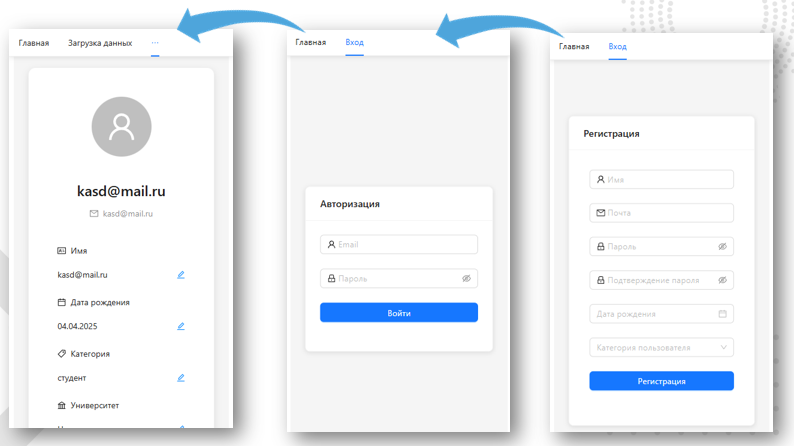 Главная Загрузка данных ...
kasd@mail.ru
kasd@mail.ru
Имя
kasd@mail.ru
Дата рождения
04.04.2025
Категория
студент
Университет
Главная Вход
Авторизация
Email
Пароль
Войти
Главная Вход
Регистрация
Имя
Почта
Пароль
Подтверждение пароля
Дата рождения
Категория пользователя
Регистрация